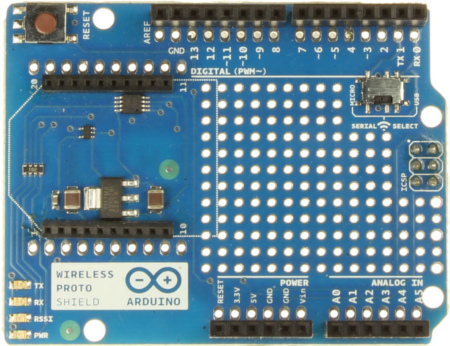 RESET
AREF
GND
13
12
~11
~10
~9
8
7
~6
~5
4
~3
2
TX 1
RX 0
DIGITAL (PWM~)
20
11
MICRO
USB
SERIAL SELECT
ICSP
10
WIRELESS
PROTO
SHIELD
ARDUINO
TX
RX
RSSI
PWR
POWER
RESET
3.3V
5V
GND
GND
Vin
ANALOG IN
A0
A1
A2
A3
A4
A5